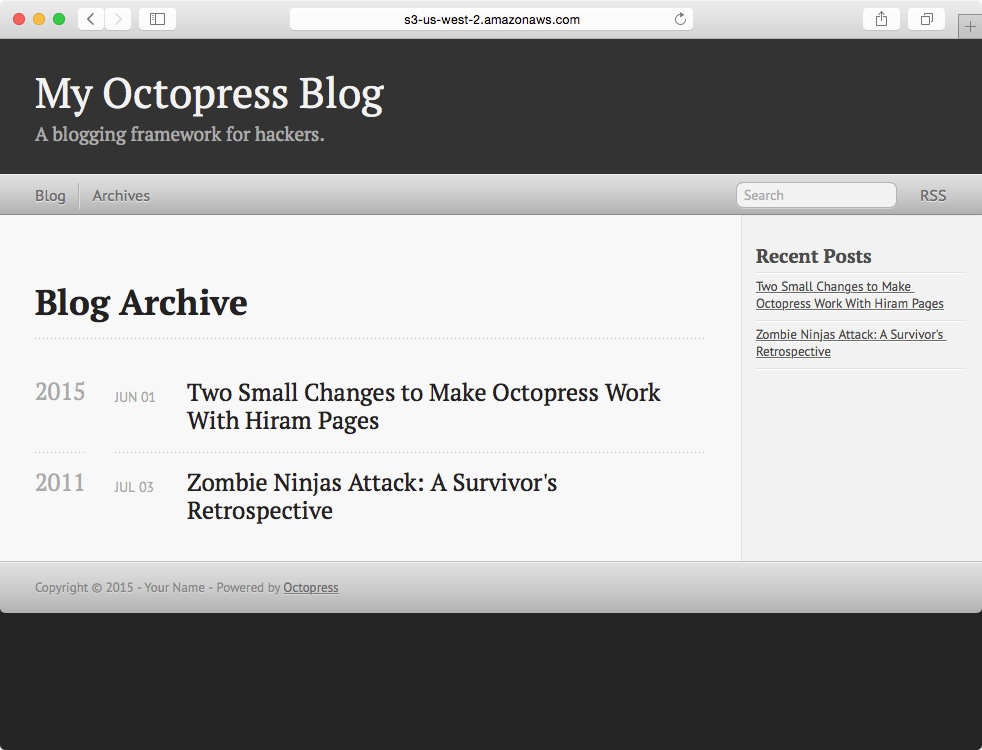 s3-us-west-2.amazonaws.com
My Octopress Blog
A blogging framework for hackers.
Blog
Archives
Search
RSS
Blog Archive
2015
JUN 01
Two Small Changes to Make Octopress Work
With Hiram Pages
2011
JUL 03
Zombie Ninjas Attack: A Survivor's
Retrospective
Recent Posts
Two Small Changes to Make
Octopress Work With Hiram Pages
Zombie Ninjas Attack: A Survivor's
Retrospective
Copyright © 2015 - Your Name - Powered by Octopress